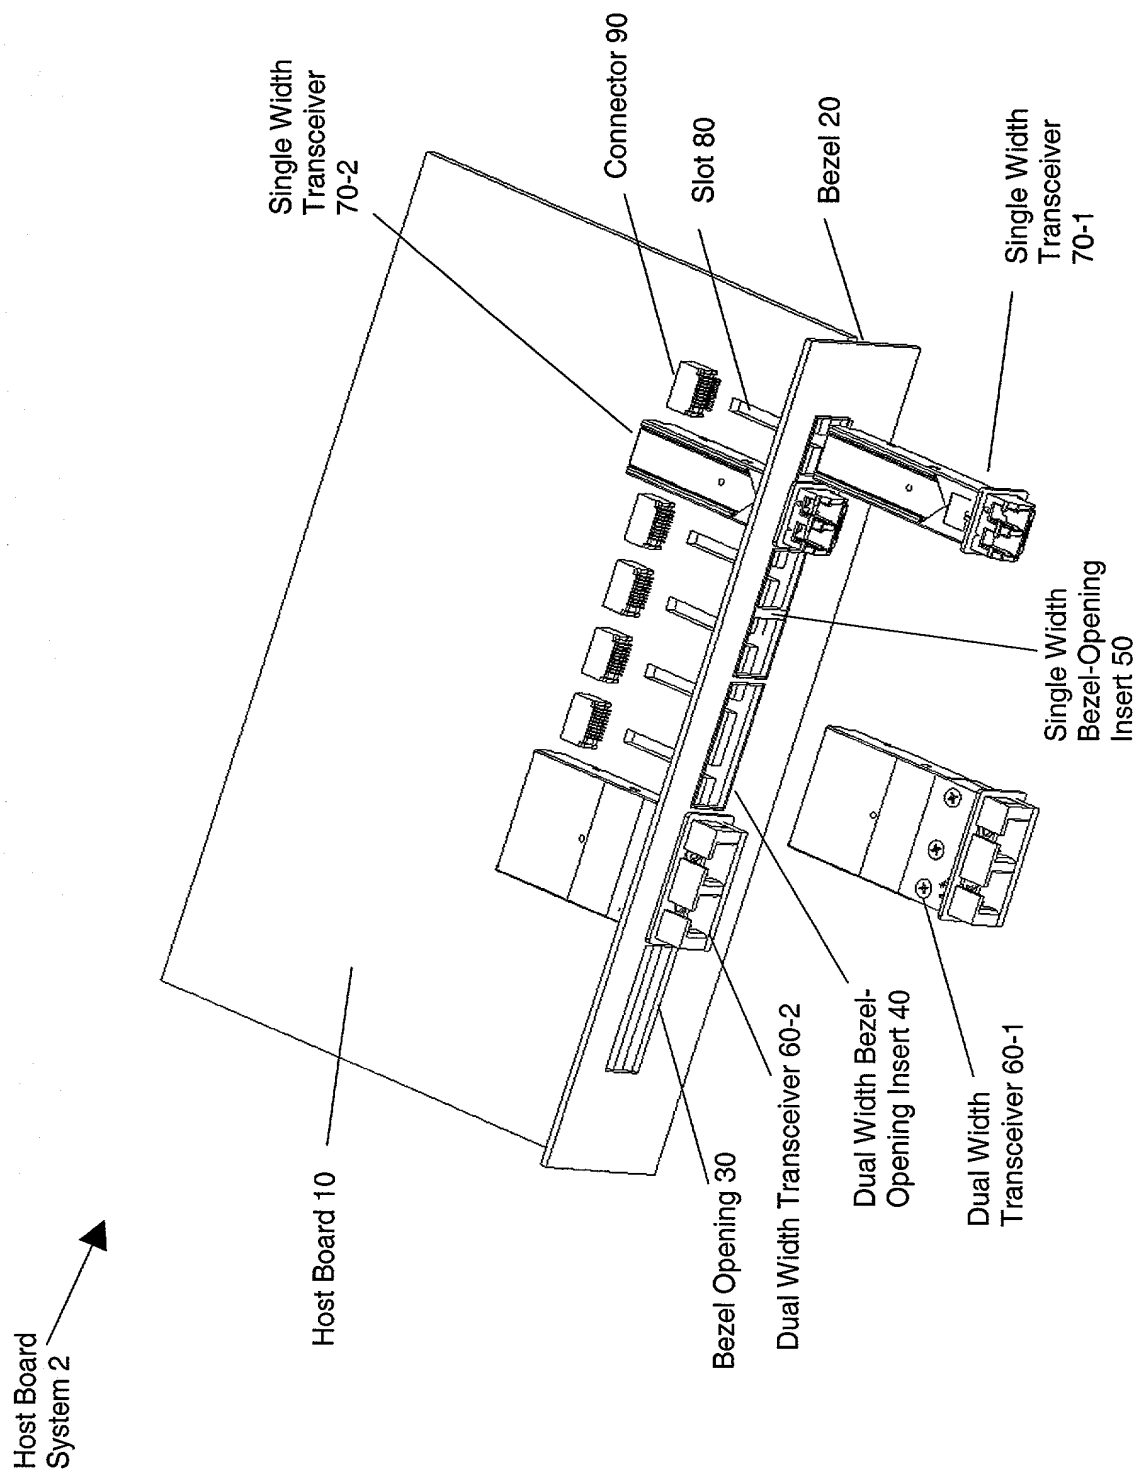 Host Board
System 2
Host Board 10
Single Width
Transceiver
70-2
Connector 90
Slot 80
Bezel 20
Single Width
Transceiver
70-1
Single Width
Bezel-Opening
Insert 50
Bezel Opening 30
Dual Width Transceiver 60-2
Dual Width Bezel-
Opening Insert 40
Dual Width
Transceiver 60-1